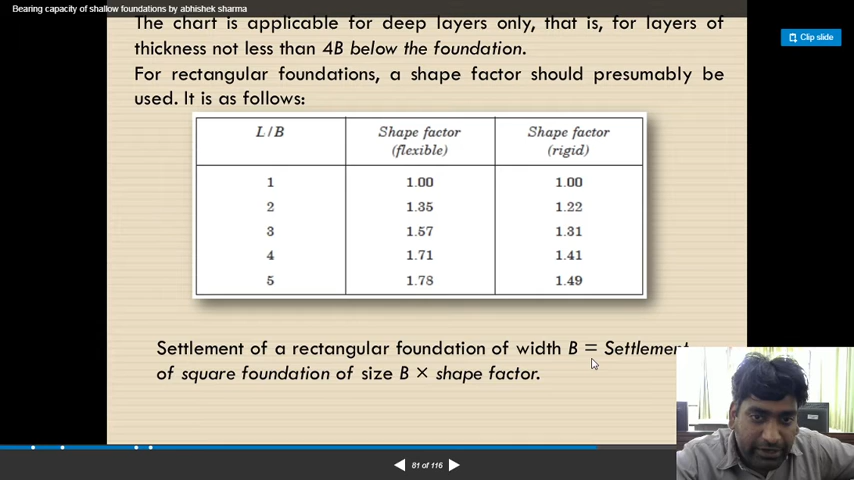 Bearing capacity of shallow foundations by abhishek sharma
Clip slide
The chart is applicable for deep layers only, that is, for layers of
thickness not less than 4B below the foundation.
For rectangular foundations, a shape factor should presumably be
used. It is as follows:
L/B Shape factor (flexible) Shape factor (rigid)
1 1.00 1.00
2 1.35 1.22
3 1.57 1.31
4 1.71 1.41
5 1.78 1.49
Settlement of a rectangular foundation of width B = Settlement
of square foundation of size B × shape factor.
81 of 116